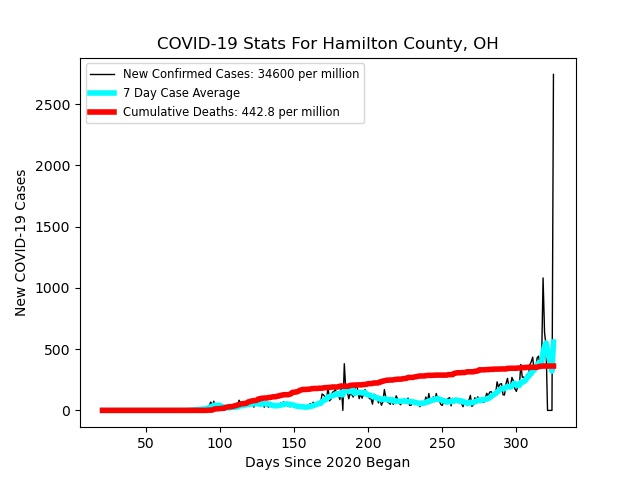 COVID-19 Stats For Hamilton County, OH
New Confirmed Cases: 34600 per million
7 Day Case Average
Cumulative Deaths: 442.8 per million
New COVID-19 Cases
2500
2000
1500
1000
500
0
50
100
150
200
250
300
Days Since 2020 Began